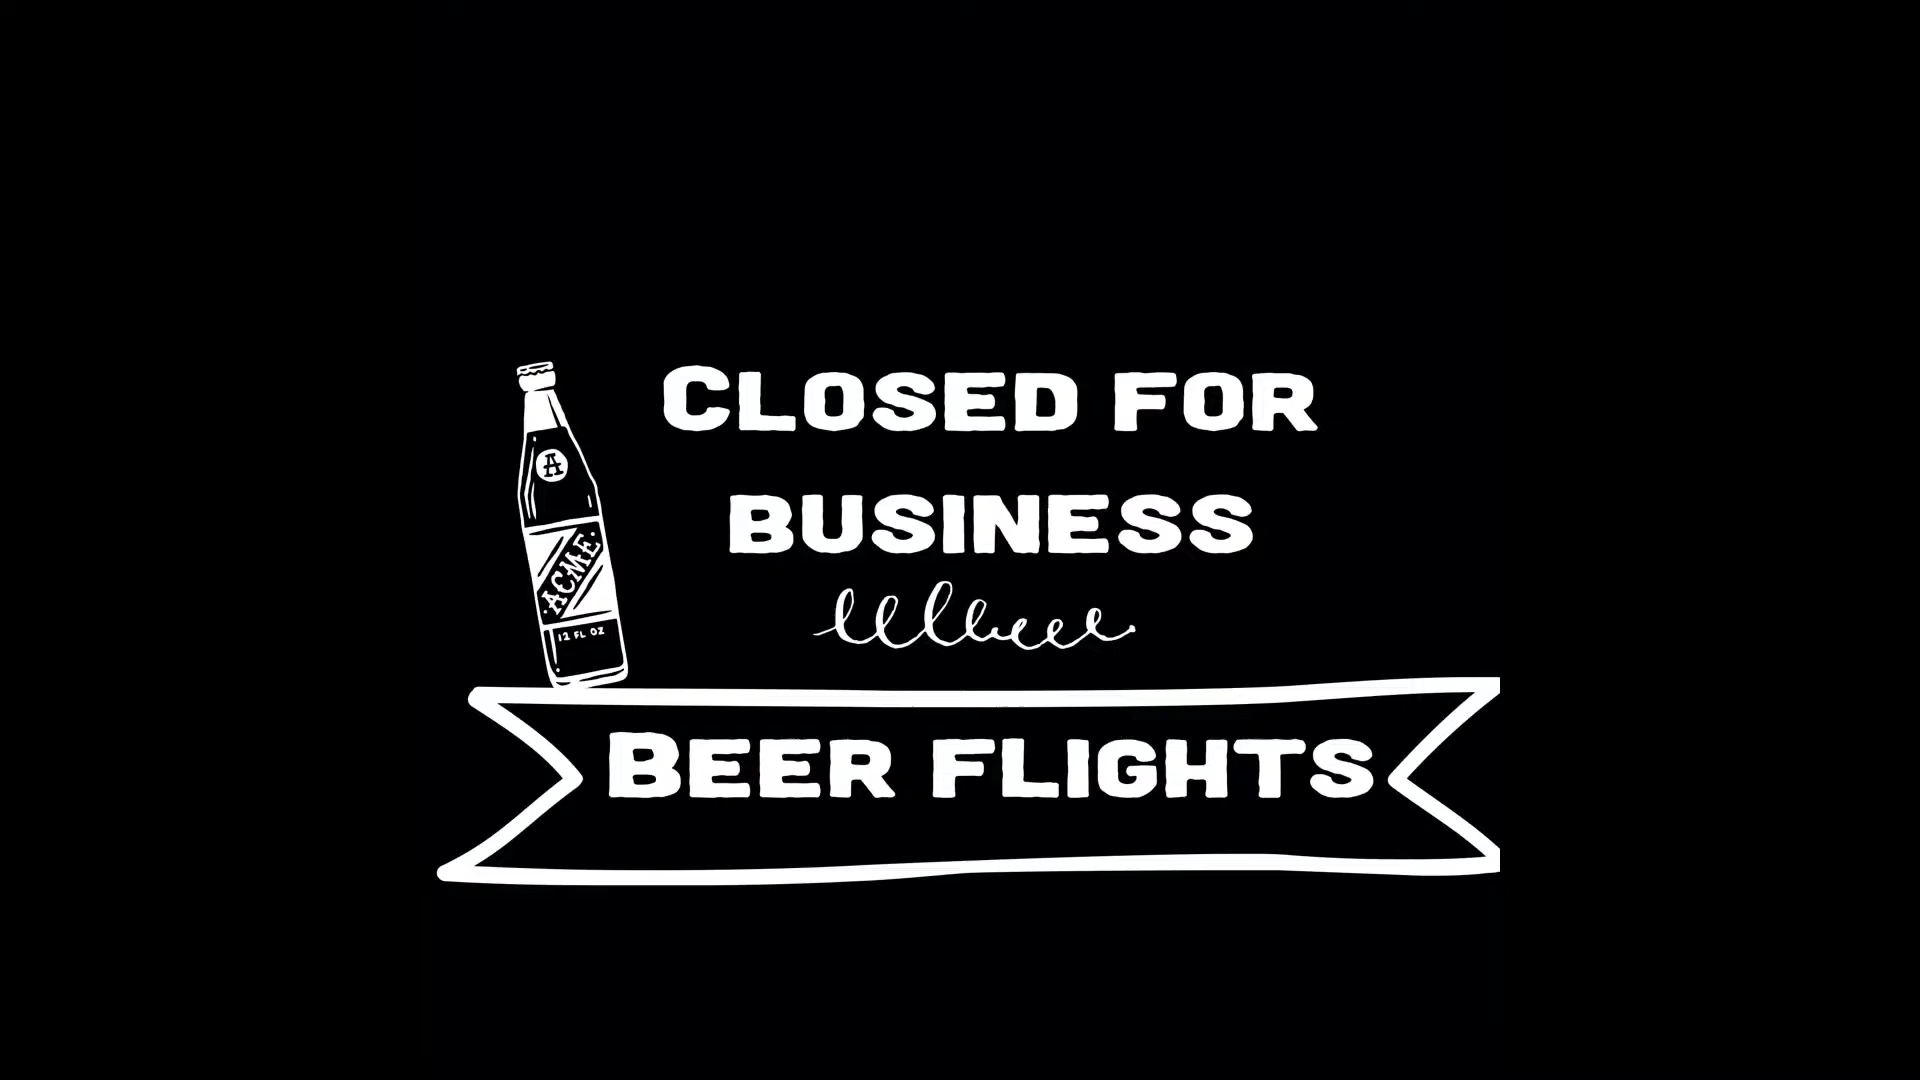 CLOSED FOR
BUSINESS
A
ACME
12 FL OZ
BEER FLIGHTS